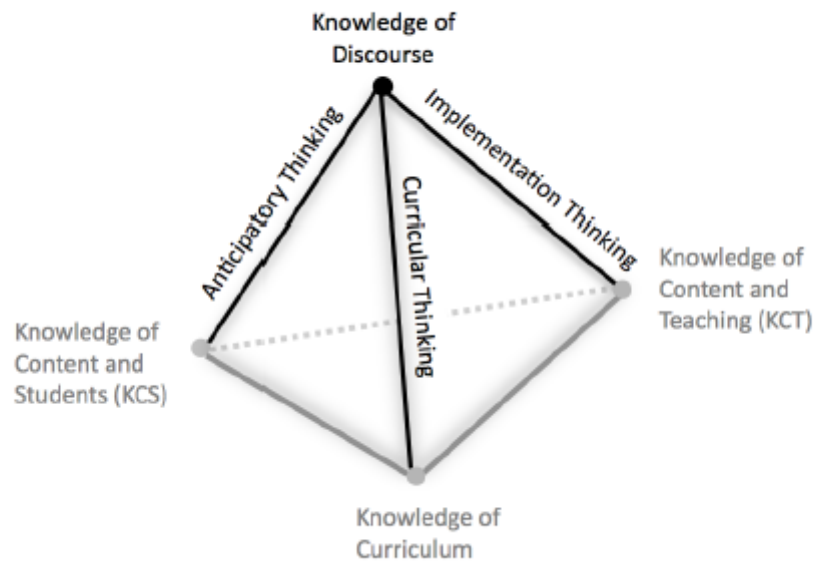 Knowledge of
Discourse
Anticipatory Thinking
Curricular Thinking
Implementation Thinking
Knowledge of
Content and
Teaching (KCT)
Knowledge of
Content and
Students (KCS)
Knowledge of
Curriculum